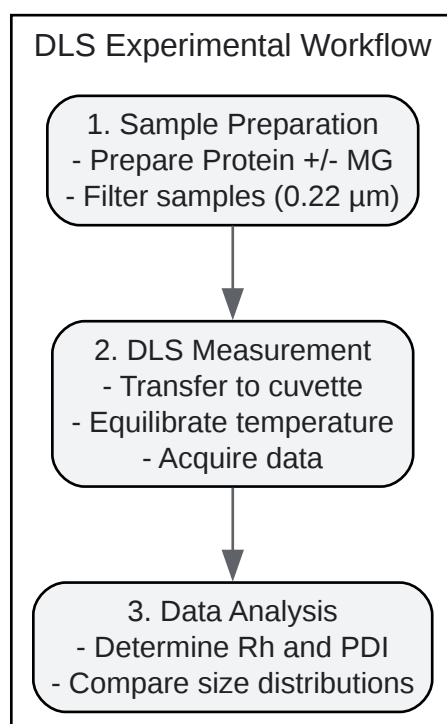 DLS Experimental Workflow
1. Sample Preparation
- Prepare Protein +/- MG
- Filter samples (0.22 µm)
2. DLS Measurement
- Transfer to cuvette
- Equilibrate temperature
- Acquire data
3. Data Analysis
- Determine Rh and PDI
- Compare size distributions